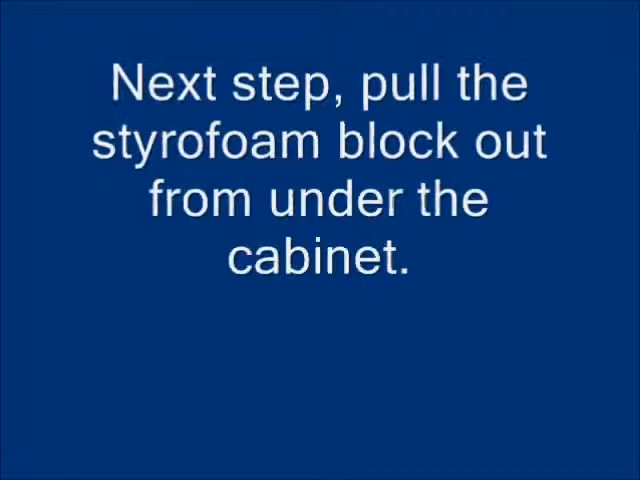 Next step, pull the
styrofoam block out
from under the
cabinet.